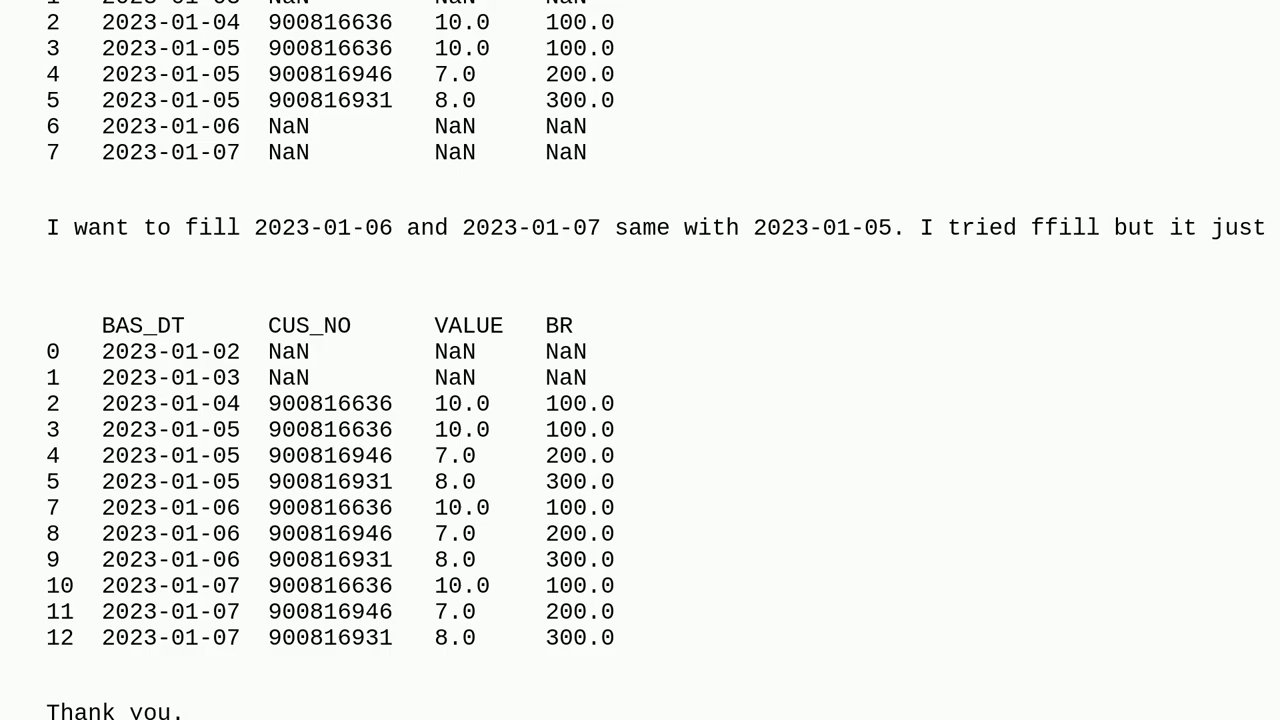 1   2023-01-03  NaN         NaN     NaN
2   2023-01-04  900816636   10.0    100.0
3   2023-01-05  900816636   10.0    100.0
4   2023-01-05  900816946   7.0     200.0
5   2023-01-05  900816931   8.0     300.0
6   2023-01-06  NaN         NaN     NaN
7   2023-01-07  NaN         NaN     NaN
I want to fill 2023-01-06 and 2023-01-07 same with 2023-01-05. I tried ffill but it just
    BAS_DT      CUS_NO      VALUE   BR
0   2023-01-02  NaN         NaN     NaN
1   2023-01-03  NaN         NaN     NaN
2   2023-01-04  900816636   10.0    100.0
3   2023-01-05  900816636   10.0    100.0
4   2023-01-05  900816946   7.0     200.0
5   2023-01-05  900816931   8.0     300.0
7   2023-01-06  900816636   10.0    100.0
8   2023-01-06  900816946   7.0     200.0
9   2023-01-06  900816931   8.0     300.0
10  2023-01-07  900816636   10.0    100.0
11  2023-01-07  900816946   7.0     200.0
12  2023-01-07  900816931   8.0     300.0
Thank you.